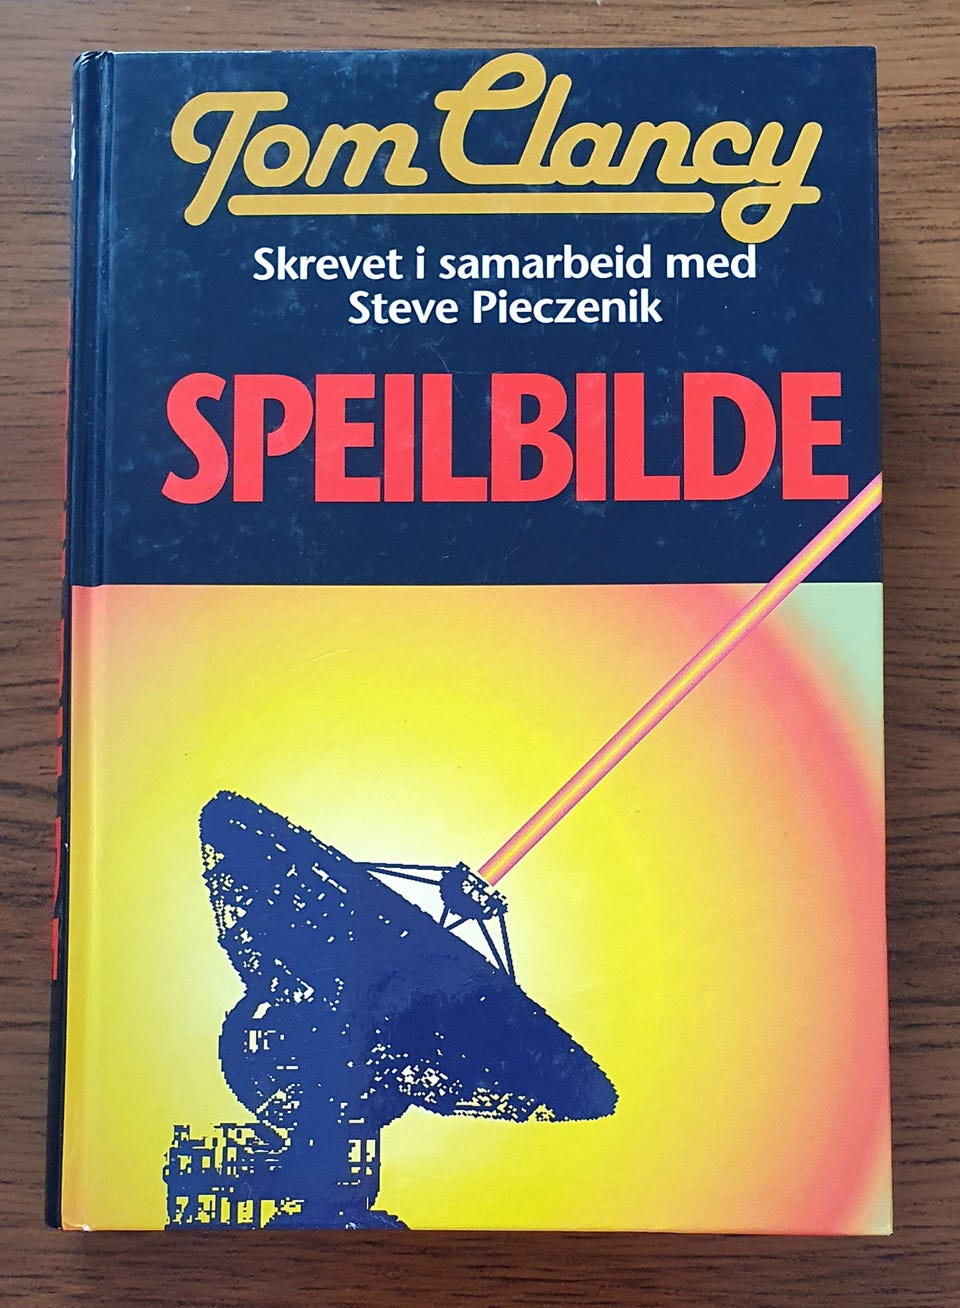 Tom Clancy
Skrevet i samarbeid med
Steve Pieczenik
SPEILBILDE